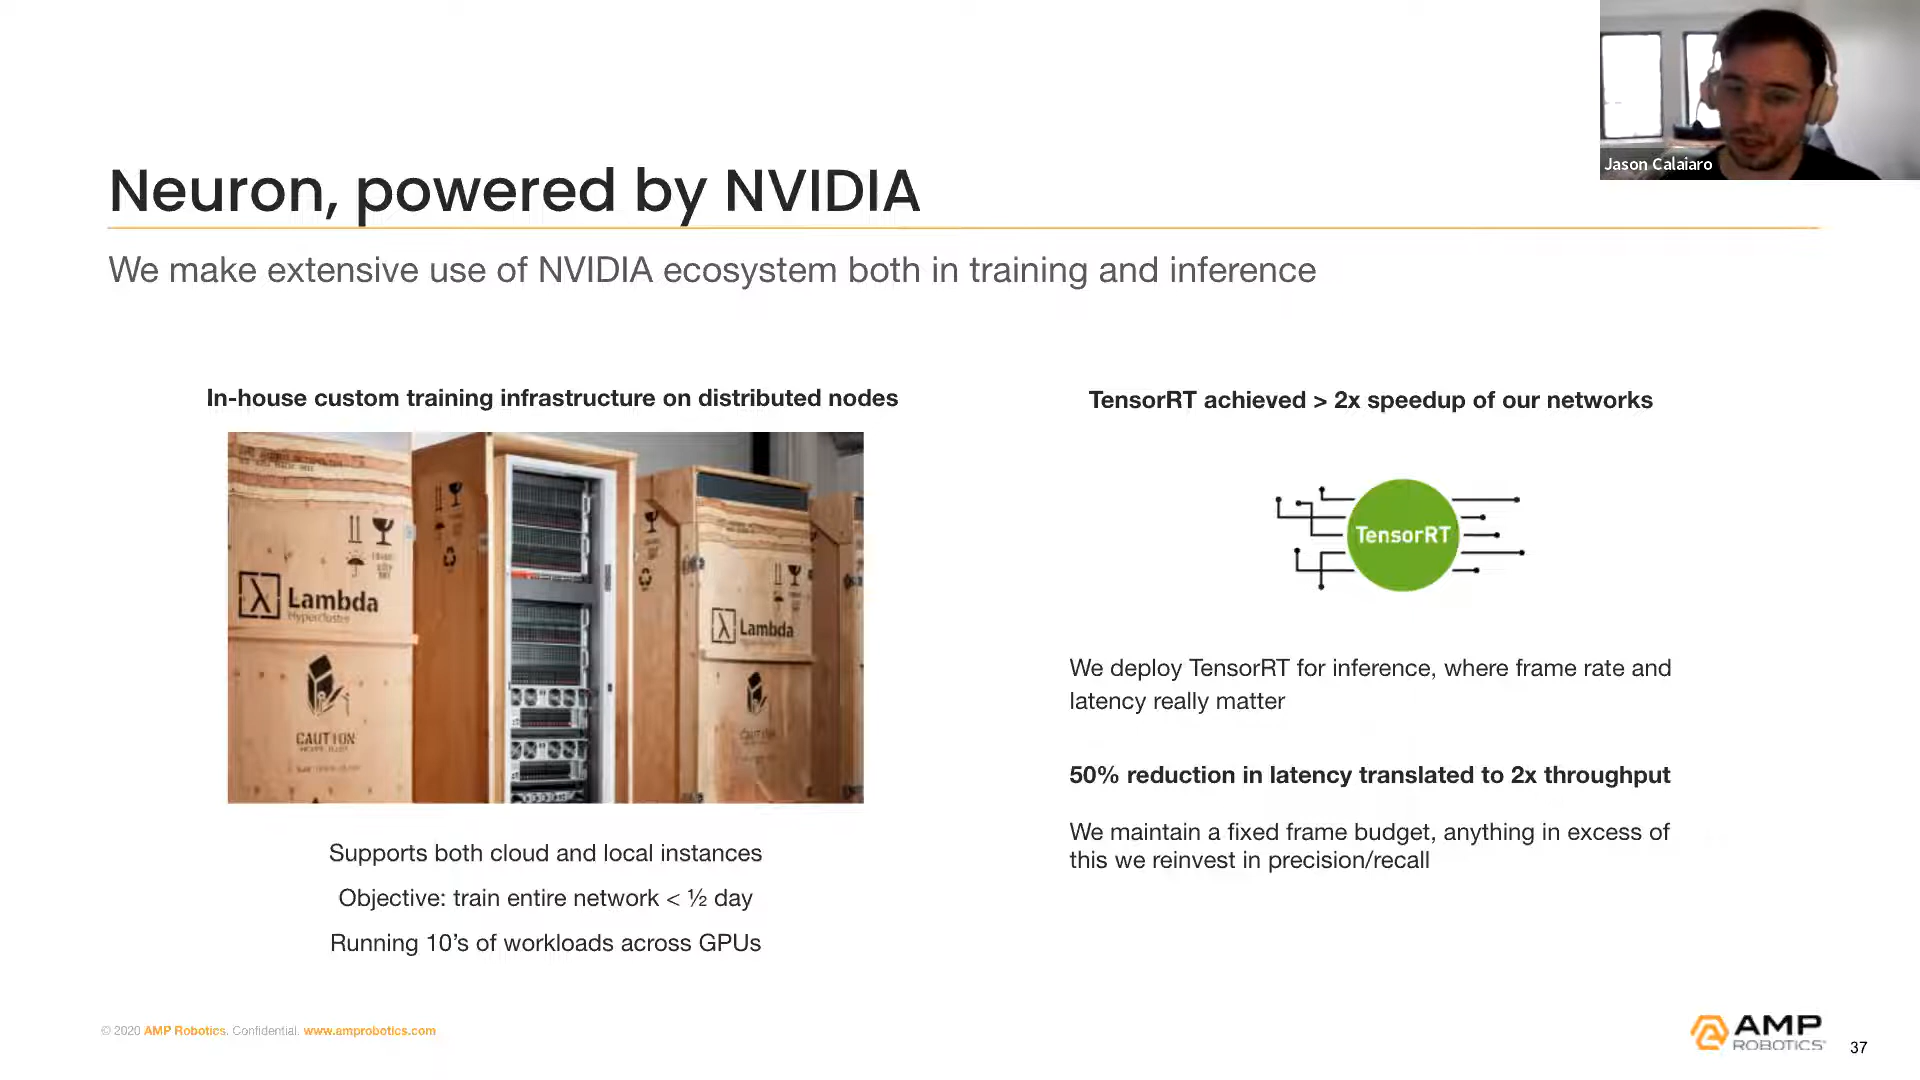 Jason Calaiaro
Neuron, powered by NVIDIA
We make extensive use of NVIDIA ecosystem both in training and inference
In-house custom training infrastructure on distributed nodes
Lambda
Hypercluster
CAUTION
Lambda
Supports both cloud and local instances
Objective: train entire network < ½ day
Running 10’s of workloads across GPUs
TensorRT achieved > 2x speedup of our networks
TensorRT
We deploy TensorRT for inference, where frame rate and
latency really matter
50% reduction in latency translated to 2x throughput
We maintain a fixed frame budget, anything in excess of
this we reinvest in precision/recall
© 2020 AMP Robotics. Confidential. www.amprobotics.com
AMP
ROBOTICS
37